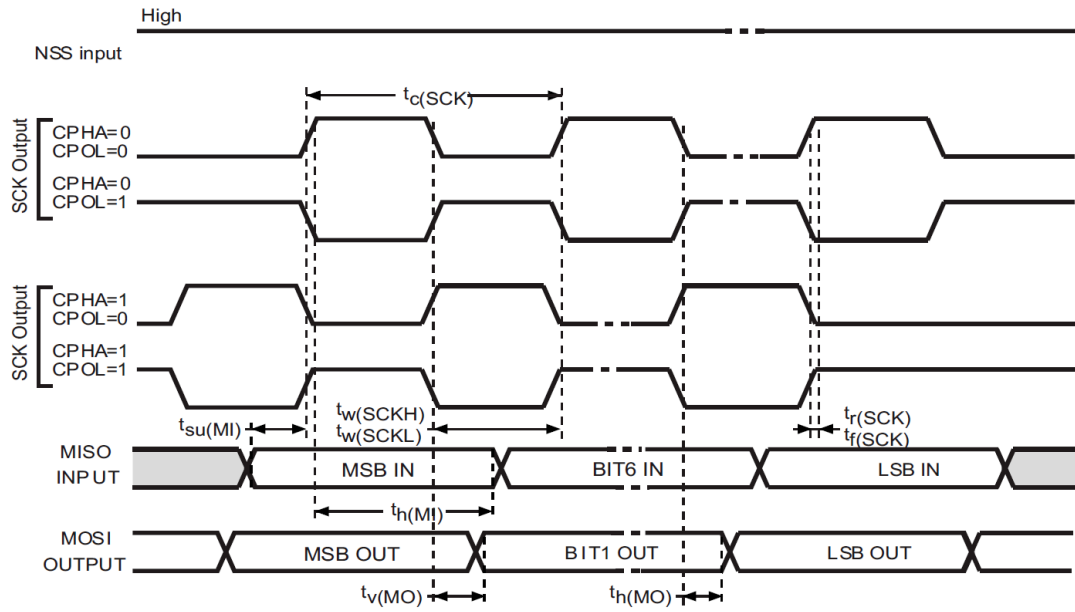 High
NSS input
tc(SCK)
SCK Output
CPHA=0
CPOL=0
CPHA=0
CPOL=1
SCK Output
CPHA=1
CPOL=0
CPHA=1
CPOL=1
tsu(MI)
tw(SCKH)
tw(SCKL)
tr(SCK)
tf(SCK)
MISO
INPUT
MSB IN
BIT6 IN
LSB IN
th(MI)
MOSI
OUTPUT
MSB OUT
BIT1 OUT
LSB OUT
tv(MO)
th(MO)